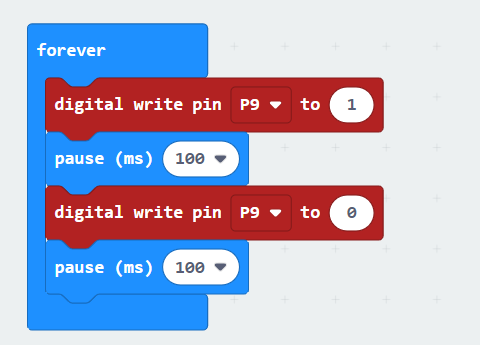 forever
digital write pin P9 to 1
pause (ms) 100
digital write pin P9 to 0
pause (ms) 100